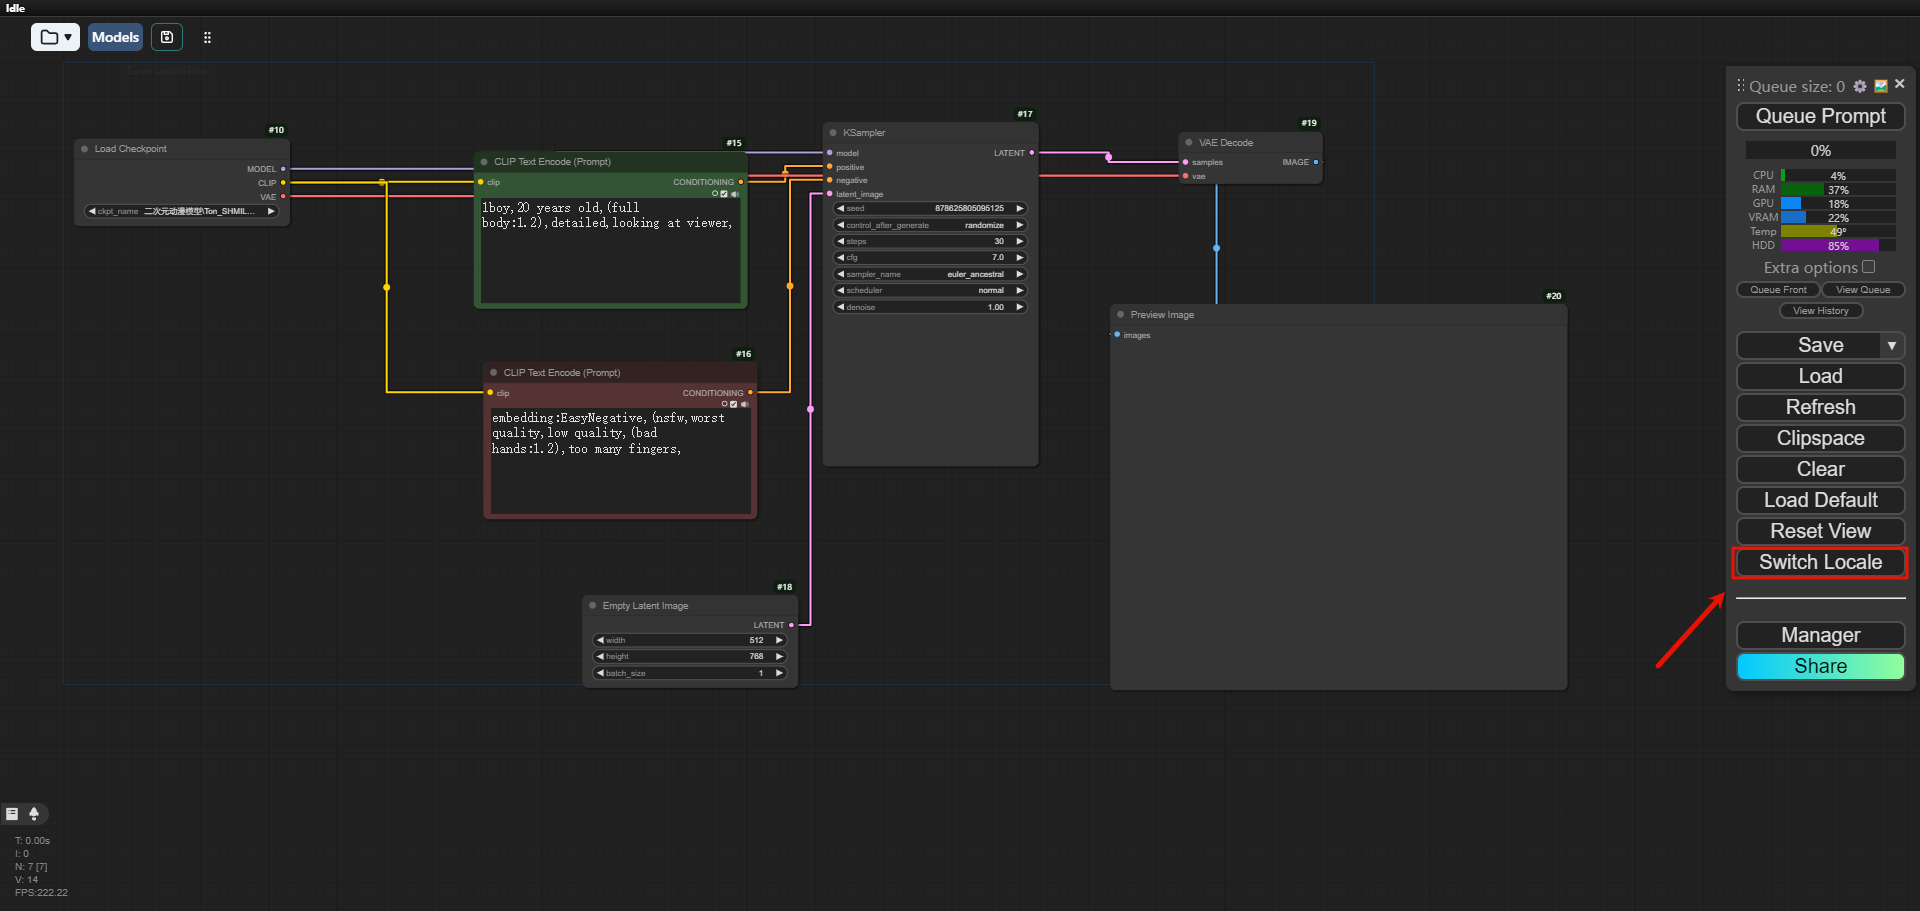 Idle
Models
Load Checkpoint
#10
MODEL
CLIP
VAE
ckpt_name 二次元动漫模型\Ton_SHMIL...
#15
CLIP Text Encode (Prompt)
clip
CONDITIONING
1boy,20 years old,(full
body:1.2),detailed,looking at viewer,
#16
CLIP Text Encode (Prompt)
clip
CONDITIONING
embedding:EasyNegative,(nsfw,worst
quality,low quality,(bad
hands:1.2),too many fingers,
#18
Empty Latent Image
LATENT
width 512
height 768
batch_size 1
#17
KSampler
model
LATENT
positive
negative
latent_image
seed 878625805095125
control_after_generate randomize
steps 30
cfg 7.0
sampler_name euler_ancestral
scheduler normal
denoise 1.00
#19
VAE Decode
samples
IMAGE
vae
#20
Preview Image
images
Queue size: 0
Queue Prompt
0%
CPU 4%
RAM 37%
GPU 18%
VRAM 22%
Temp 49°
HDD 85%
Extra options
Queue Front
View Queue
View History
Save
Load
Refresh
Clipspace
Clear
Load Default
Reset View
Switch Locale
Manager
Share
T: 0.00s
I: 0
N: 7 [7]
V: 14
FPS:222.22